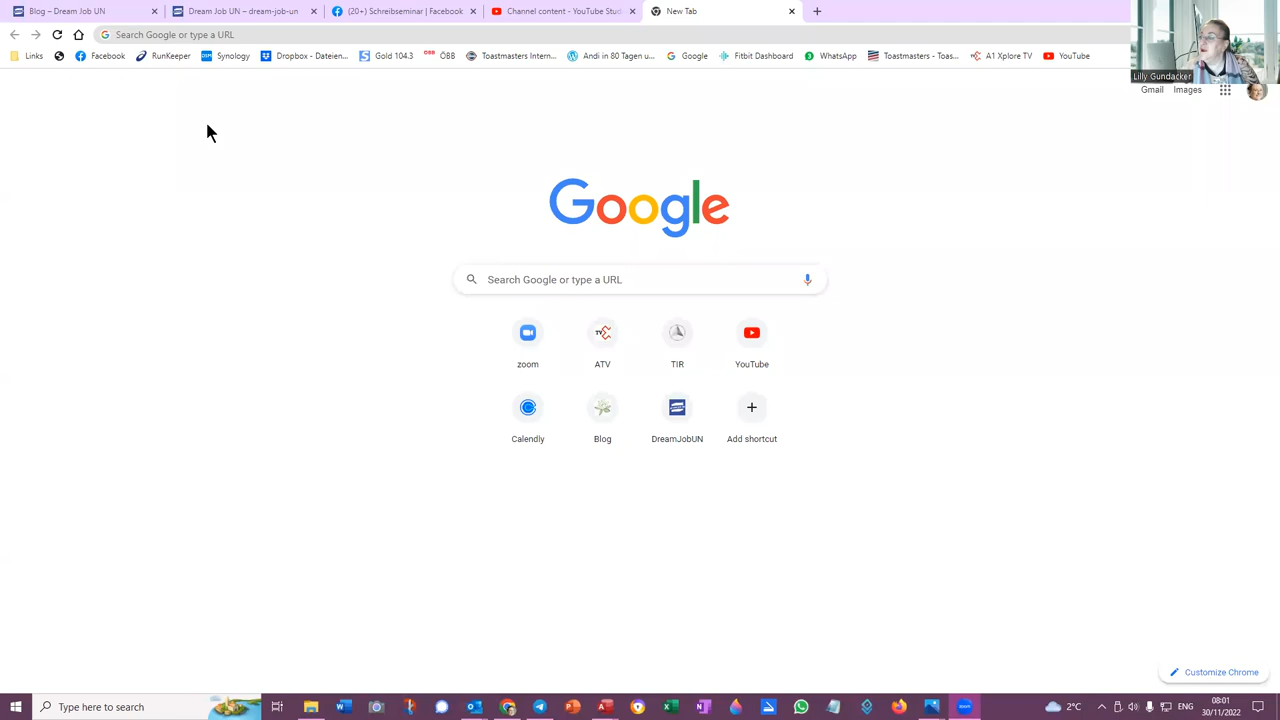 Blog – Dream Job UN
Dream Job UN – dream-job-un
(20+) Schreibseminar | Facebook
Channel content - YouTube Stu
New Tab
Search Google or type a URL
Links
Facebook
RunKeeper
Synology
Dropbox - Dateien...
Gold 104.3
ÖBB
Toastmasters Intern...
Andi in 80 Tagen u...
Google
Fitbit Dashboard
WhatsApp
Toastmasters - Toas...
A1 Xplore TV
YouTube
Lilly Gundacker
Gmail
Images
Google
Search Google or type a URL
zoom
ATV
TIR
YouTube
Calendly
Blog
DreamJobUN
Add shortcut
Customize Chrome
Type here to search
2°C
ENG
08:01
30/11/2022